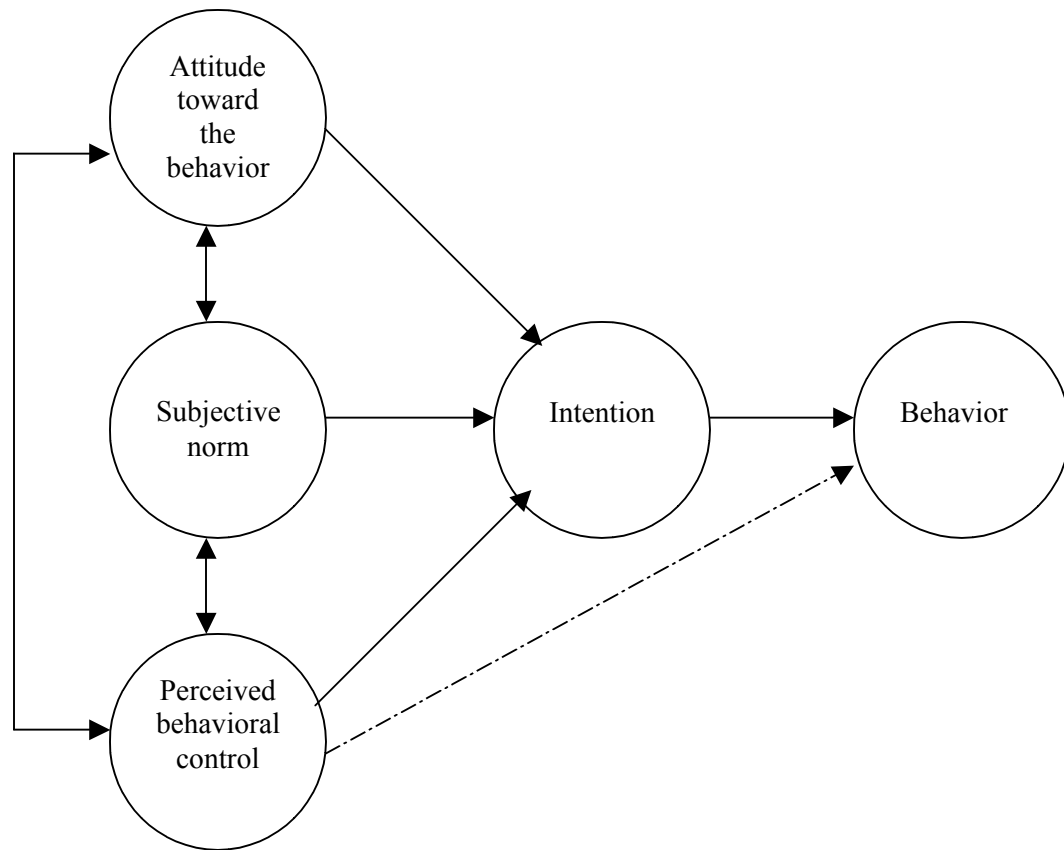 Attitude
toward
the
behavior
Subjective
norm
Intention
Behavior
Perceived
behavioral
control